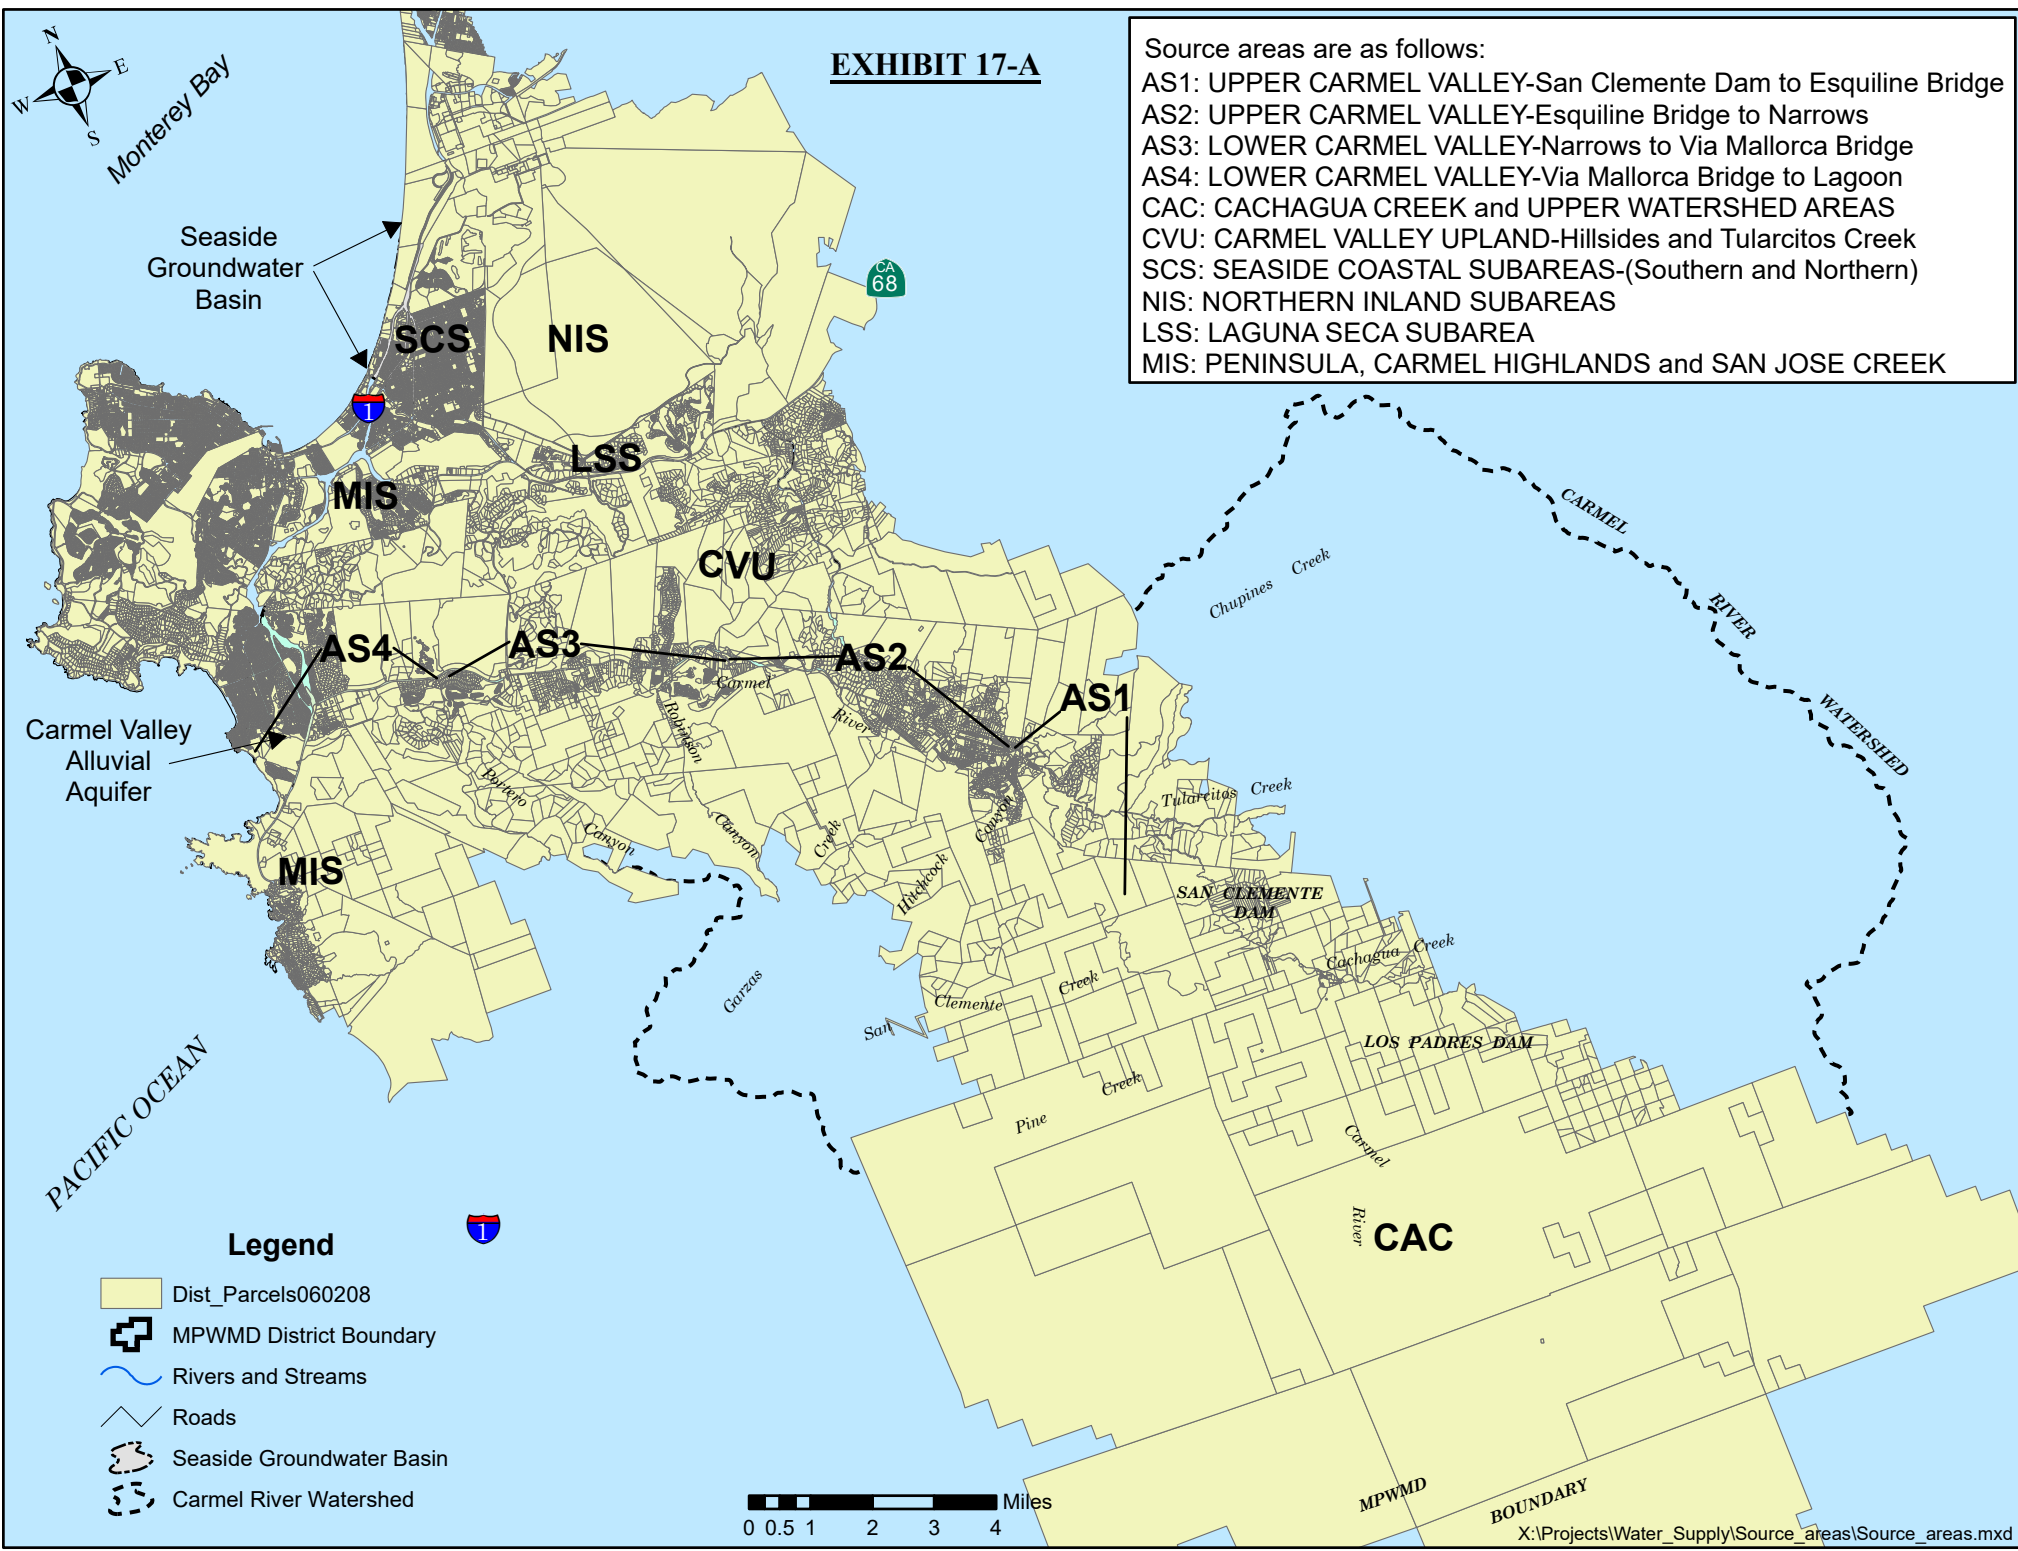 EXHIBIT 17-A
N
E
W
S
Monterey Bay
Source areas are as follows:
AS1: UPPER CARMEL VALLEY-San Clemente Dam to Esquiline Bridge
AS2: UPPER CARMEL VALLEY-Esquiline Bridge to Narrows
AS3: LOWER CARMEL VALLEY-Narrows to Via Mallorca Bridge
AS4: LOWER CARMEL VALLEY-Via Mallorca Bridge to Lagoon
CAC: CACHAGUA CREEK and UPPER WATERSHED AREAS
CVU: CARMEL VALLEY UPLAND-Hillsides and Tularcitos Creek
SCS: SEASIDE COASTAL SUBAREAS-(Southern and Northern)
NIS: NORTHERN INLAND SUBAREAS
LSS: LAGUNA SECA SUBAREA
MIS: PENINSULA, CARMEL HIGHLANDS and SAN JOSE CREEK
Seaside
Groundwater
Basin
CA
68
SCS
NIS
1
LSS
MIS
CARMEL
RIVER
WATERSHED
CVU
Chupines Creek
AS4
AS3
AS2
AS1
Carmel
River
Robinson
Canyon
Carmel Valley
Alluvial
Aquifer
Potrero
Canyon
Creek
Hitchcock
Canyon
Tularcitos Creek
MIS
SAN CLEMENTE
DAM
Cachagua Creek
Garzas
San
Clemente
Creek
LOS PADRES DAM
Pine
Creek
Carmel
River
CAC
PACIFIC OCEAN
1
Legend
Dist_Parcels060208
MPWMD District Boundary
Rivers and Streams
Roads
Seaside Groundwater Basin
Carmel River Watershed
Miles
0 0.5 1 2 3 4
MPWMD
BOUNDARY
X:\Projects\Water_Supply\Source_areas\Source_areas.mxd